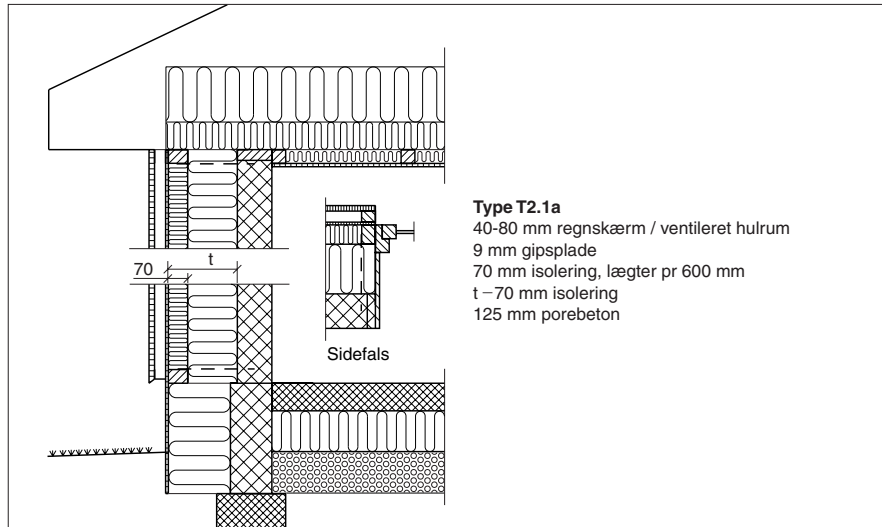 70
t
Sidefals
Type T2.1a
40-80 mm regnskærm / ventileret hulrum
9 mm gipsplade
70 mm isolering, lægter pr 600 mm
t –70 mm isolering
125 mm porebeton